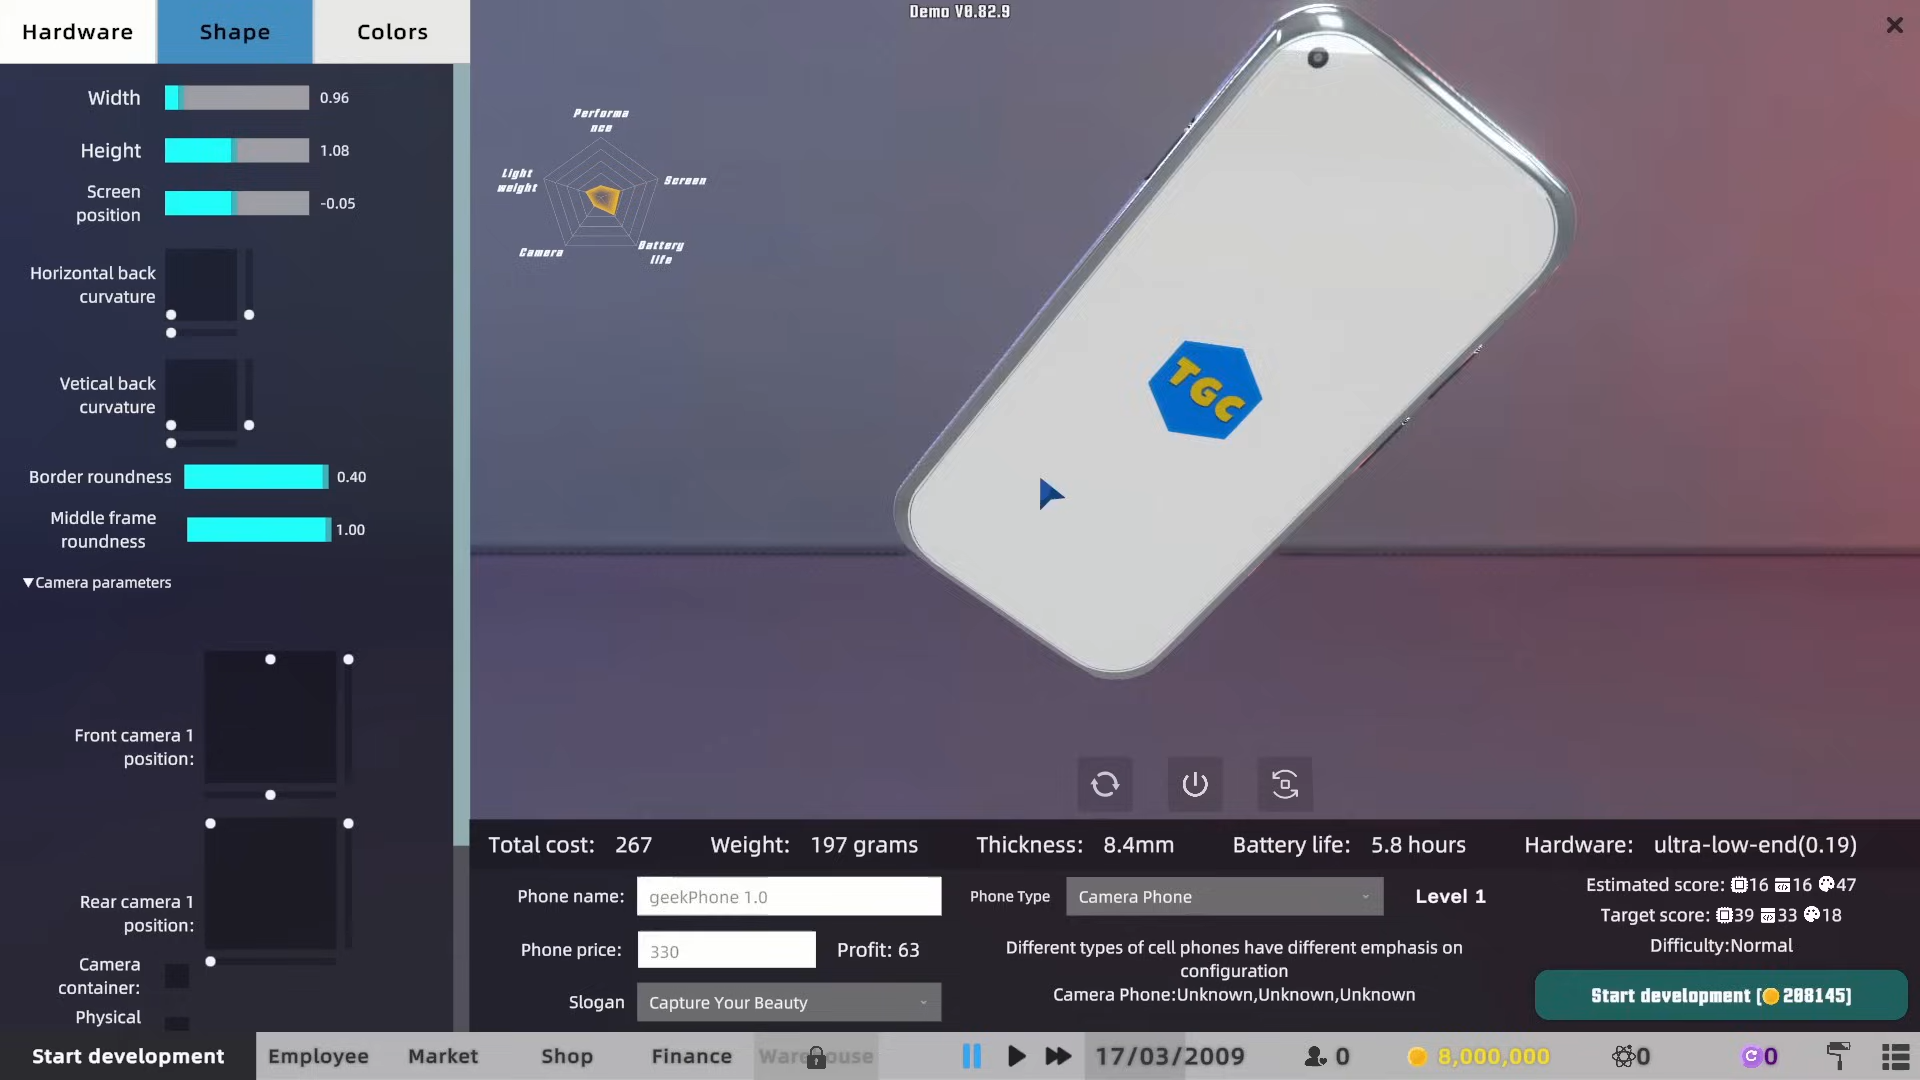 Demo V0.82.9
Hardware
Shape
Colors
Width
0.96
Height
1.08
Screen
position
-0.05
Horizontal back
curvature
Vetical back
curvature
Border roundness
0.40
Middle frame
roundness
1.00
▼Camera parameters
Front camera 1
position:
Rear camera 1
position:
Camera
container:
Physical
Performa
nce
Light
weight
Screen
Camera
Battery
life
TGC
Total cost: 267
Weight: 197 grams
Thickness: 8.4mm
Battery life: 5.8 hours
Hardware: ultra-low-end(0.19)
Phone name: geekPhone 1.0
Phone Type Camera Phone
Level 1
Phone price: 330
Profit: 63
Slogan Capture Your Beauty
Different types of cell phones have different emphasis on
configuration
Camera Phone:Unknown,Unknown,Unknown
Estimated score: 16 16 47
Target score: 39 33 18
Difficulty:Normal
Start development [208145]
Start development
Employee
Market
Shop
Finance
Warehouse
17/03/2009
0
8,000,000
0
0